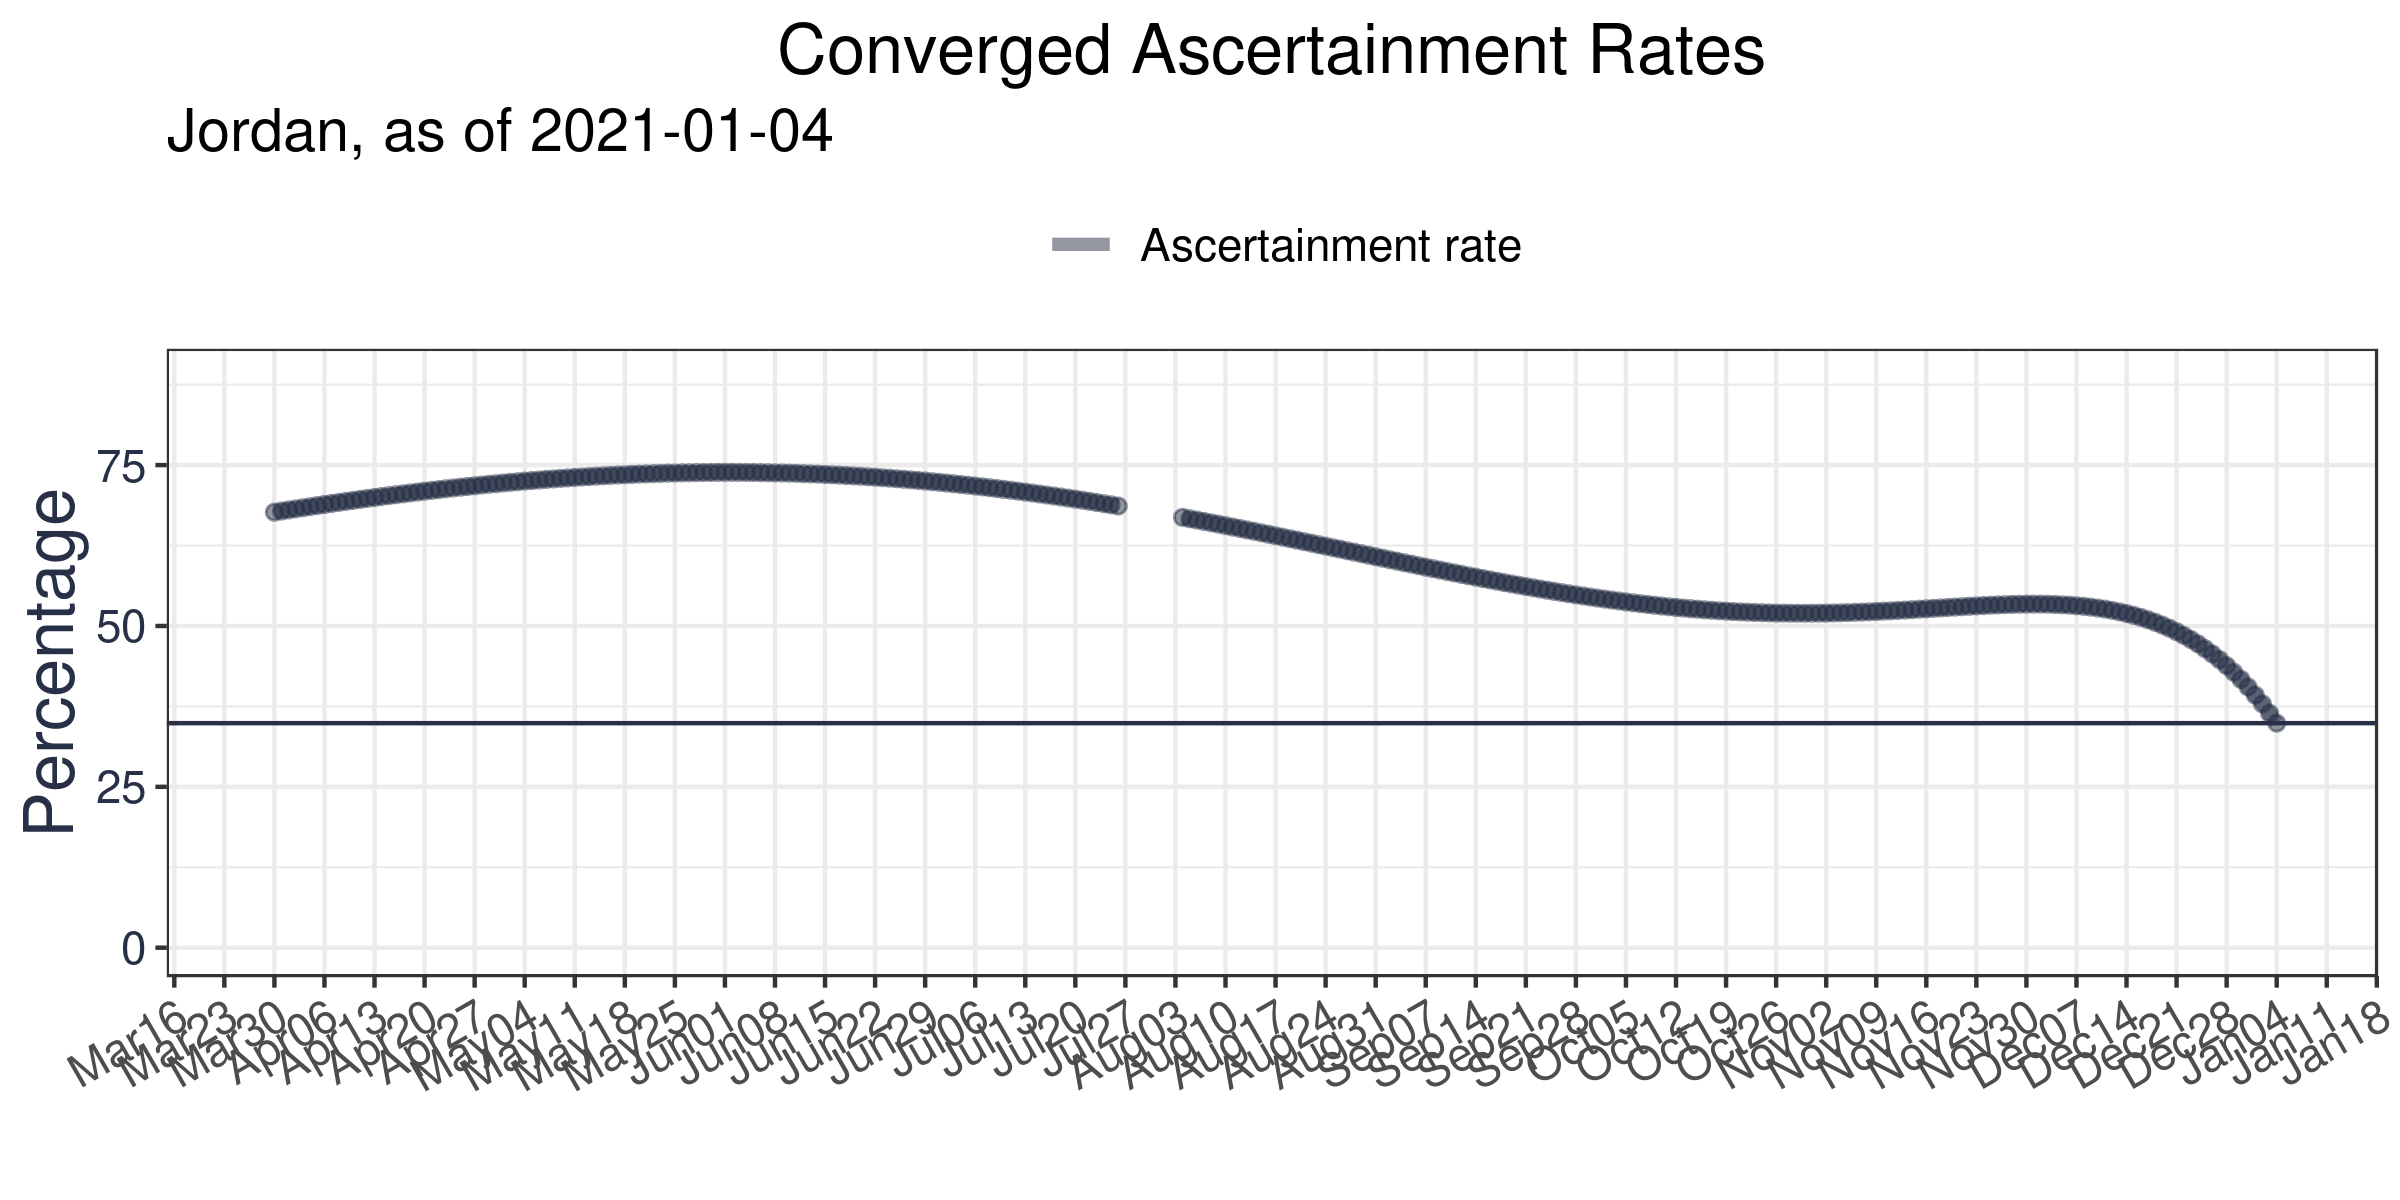 Converged Ascertainment Rates
Jordan, as of 2021-01-04
Ascertainment rate
Percentage
75
50
25
0
Mar16 Mar23 Mar30 Apr06 Apr13 Apr20 Apr27 May04 May11 May18 May25 Jun01 Jun08 Jun15 Jun22 Jun29 Jul06 Jul13 Jul20 Jul27 Aug03 Aug10 Aug17 Aug24 Aug31 Sep07 Sep14 Sep21 Sep28 Oct05 Oct12 Oct19 Oct26 Nov02 Nov09 Nov16 Nov23 Nov30 Dec07 Dec14 Dec21 Dec28 Jan04 Jan11 Jan18